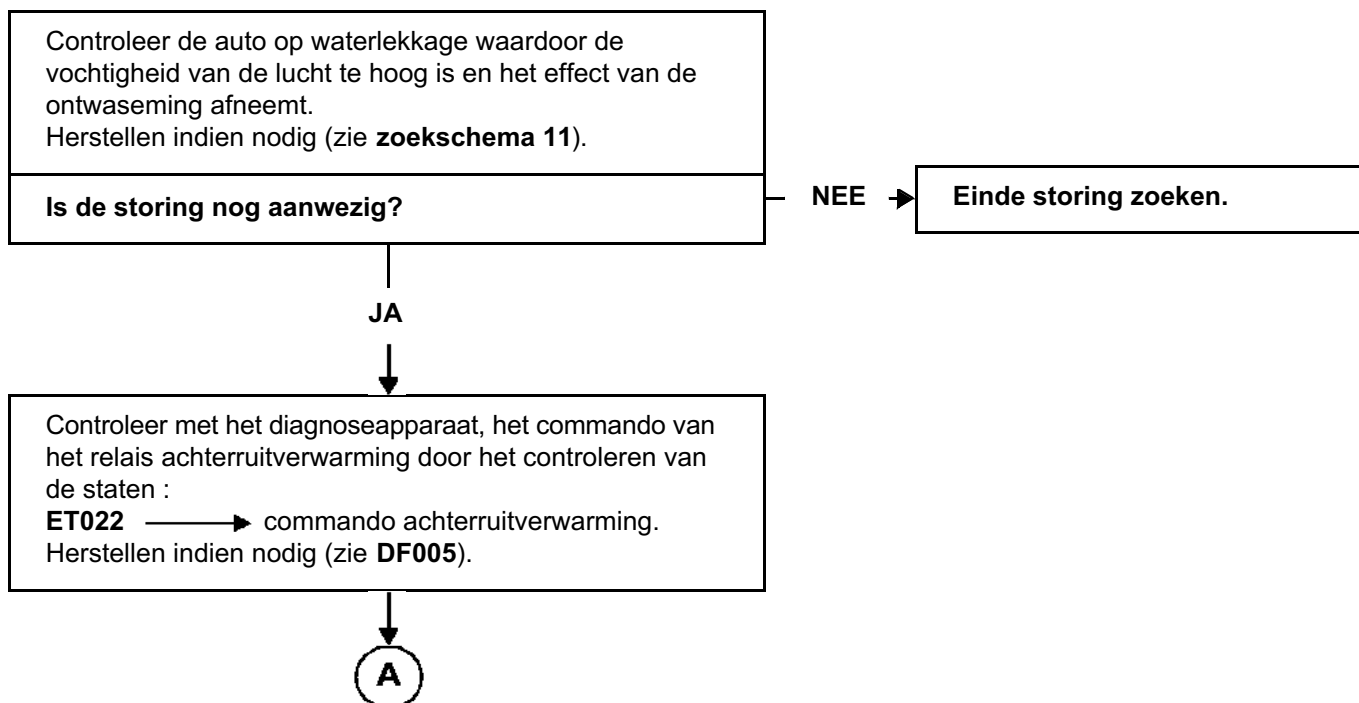 Controleer de auto op waterlekkage waardoor de
vochtigheid van de lucht te hoog is en het effect van de
ontwaseming afneemt.
Herstellen indien nodig (zie zoekschema 11).
Is de storing nog aanwezig?
NEE
Einde storing zoeken.
JA
Controleer met het diagnoseapparaat, het commando van
het relais achterruitverwarming door het controleren van
de staten :
ET022 commando achterruitverwarming.
Herstellen indien nodig (zie DF005).
A